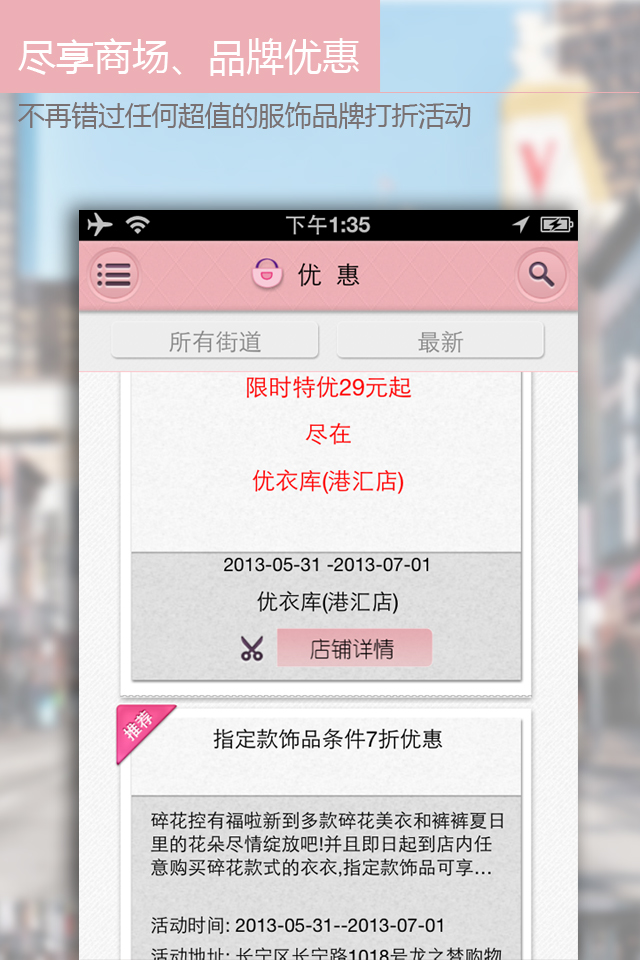 尽享商场、品牌优惠
不再错过任何超值的服饰品牌打折活动
下午1:35
优 惠
所有街道
最新
限时特优29元起
尽在
优衣库(港汇店)
2013-05-31 -2013-07-01
优衣库(港汇店)
店铺详情
推荐
指定款饰品条件7折优惠
碎花控有福啦新到多款碎花美衣和裤裤夏日
里的花朵尽情绽放吧!并且即日起到店内任
意购买碎花款式的衣衣,指定款饰品可享...
活动时间: 2013-05-31--2013-07-01
活动地址: 长宁区长宁路1018号龙之梦购物